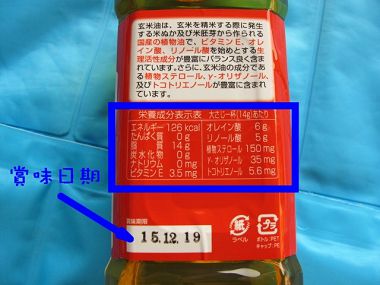 玄米油は、玄米を精米する際に発生
する米ぬか及び米胚芽から作られる
国産の植物油で、ビタミンE、オレ
イン酸、リノール酸を始めとする生
理活性成分が豊富にバランス良く含
まれています。さらに、玄米油の成分であ
る植物ステロール、γ-オリザノール、
及びトコトリエノールが豊富に含まれて
います。
栄養成分表示表 大さじ一杯(14g)あたり
エネルギー 126 kcal オレイン酸 6 g
たんぱく質 0 g リノール酸 5 g
脂質 14 g 植物ステロール 150 mg
炭水化物 0 g γ-オリザノール 35 mg
ナトリウム 0 mg トコトリエノール 5.6 mg
ビタミンE 3.5 mg
賞味日期
賞味期限
15.12.19
紙
ラベル
プラ
ボトル:PET
キャップ:PE